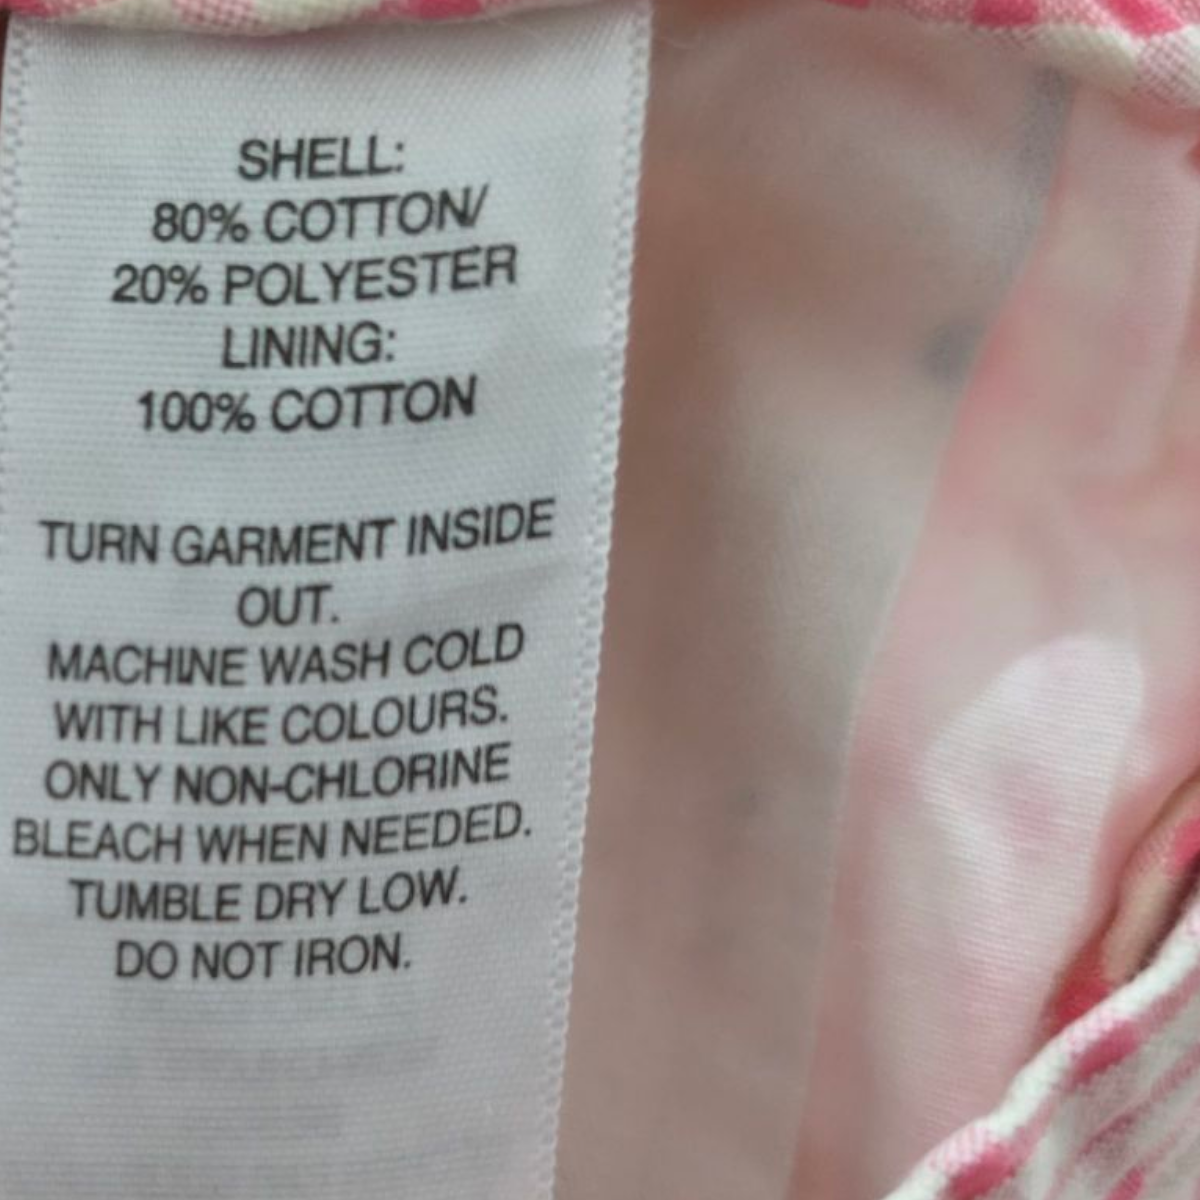 SHELL:
80% COTTON/
20% POLYESTER
LINING:
100% COTTON
TURN GARMENT INSIDE
OUT.
MACHINE WASH COLD
WITH LIKE COLOURS.
ONLY NON-CHLORINE
BLEACH WHEN NEEDED.
TUMBLE DRY LOW.
DO NOT IRON.